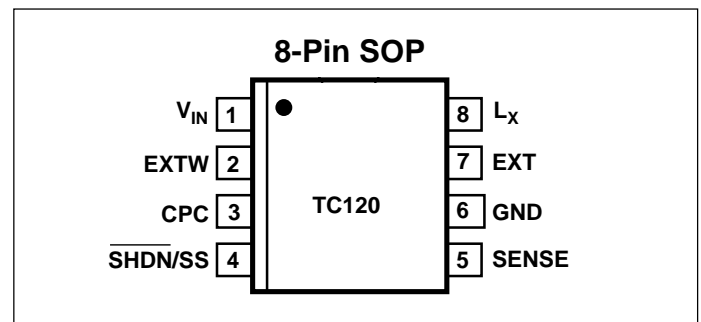 8-Pin SOP
VIN 1
EXTW 2
CPC 3
SHDN/SS 4
TC120
8 LX
7 EXT
6 GND
5 SENSE